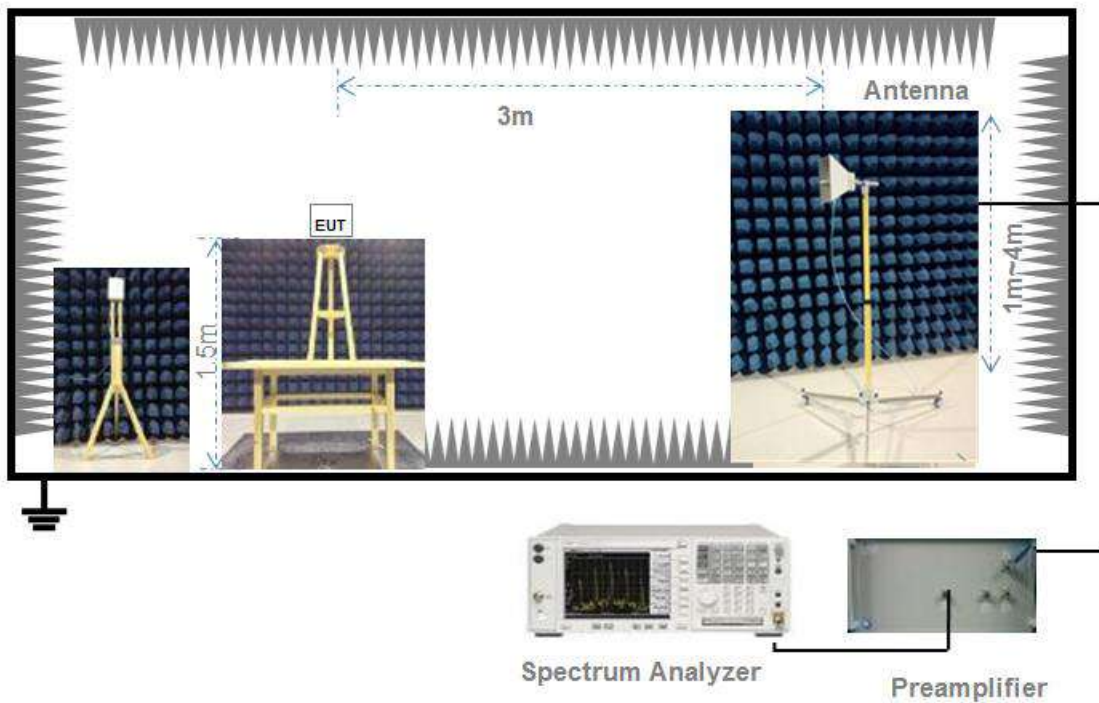 Antenna
3m
EUT
1.5m
1m~4m
Spectrum Analyzer
Preamplifier